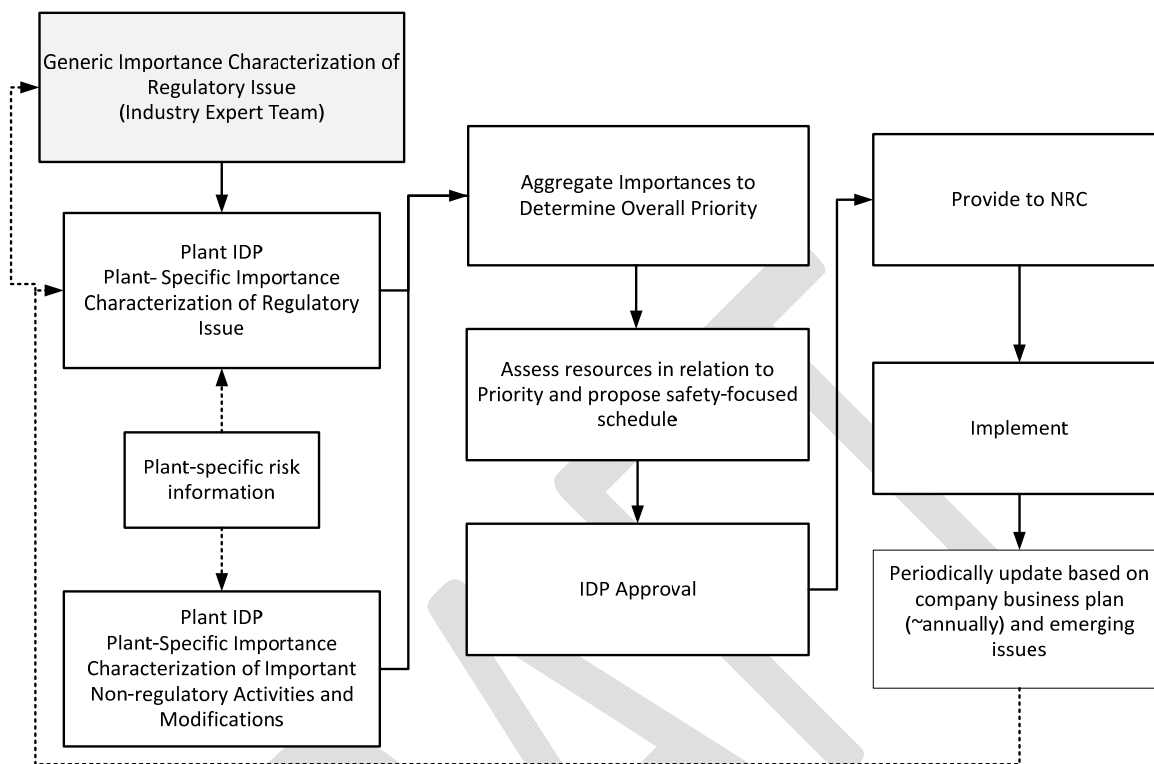 Generic Importance Characterization of
Regulatory Issue
(Industry Expert Team)
Plant IDP
Plant- Specific Importance
Characterization of Regulatory
Issue
Plant-specific risk
information
Plant IDP
Plant-Specific Importance
Characterization of Important
Non-regulatory Activities and
Modifications
Aggregate Importances to
Determine Overall Priority
Assess resources in relation to
Priority and propose safety-focused
schedule
IDP Approval
Provide to NRC
Implement
Periodically update based on
company business plan
(~annually) and emerging
issues
DRAFT